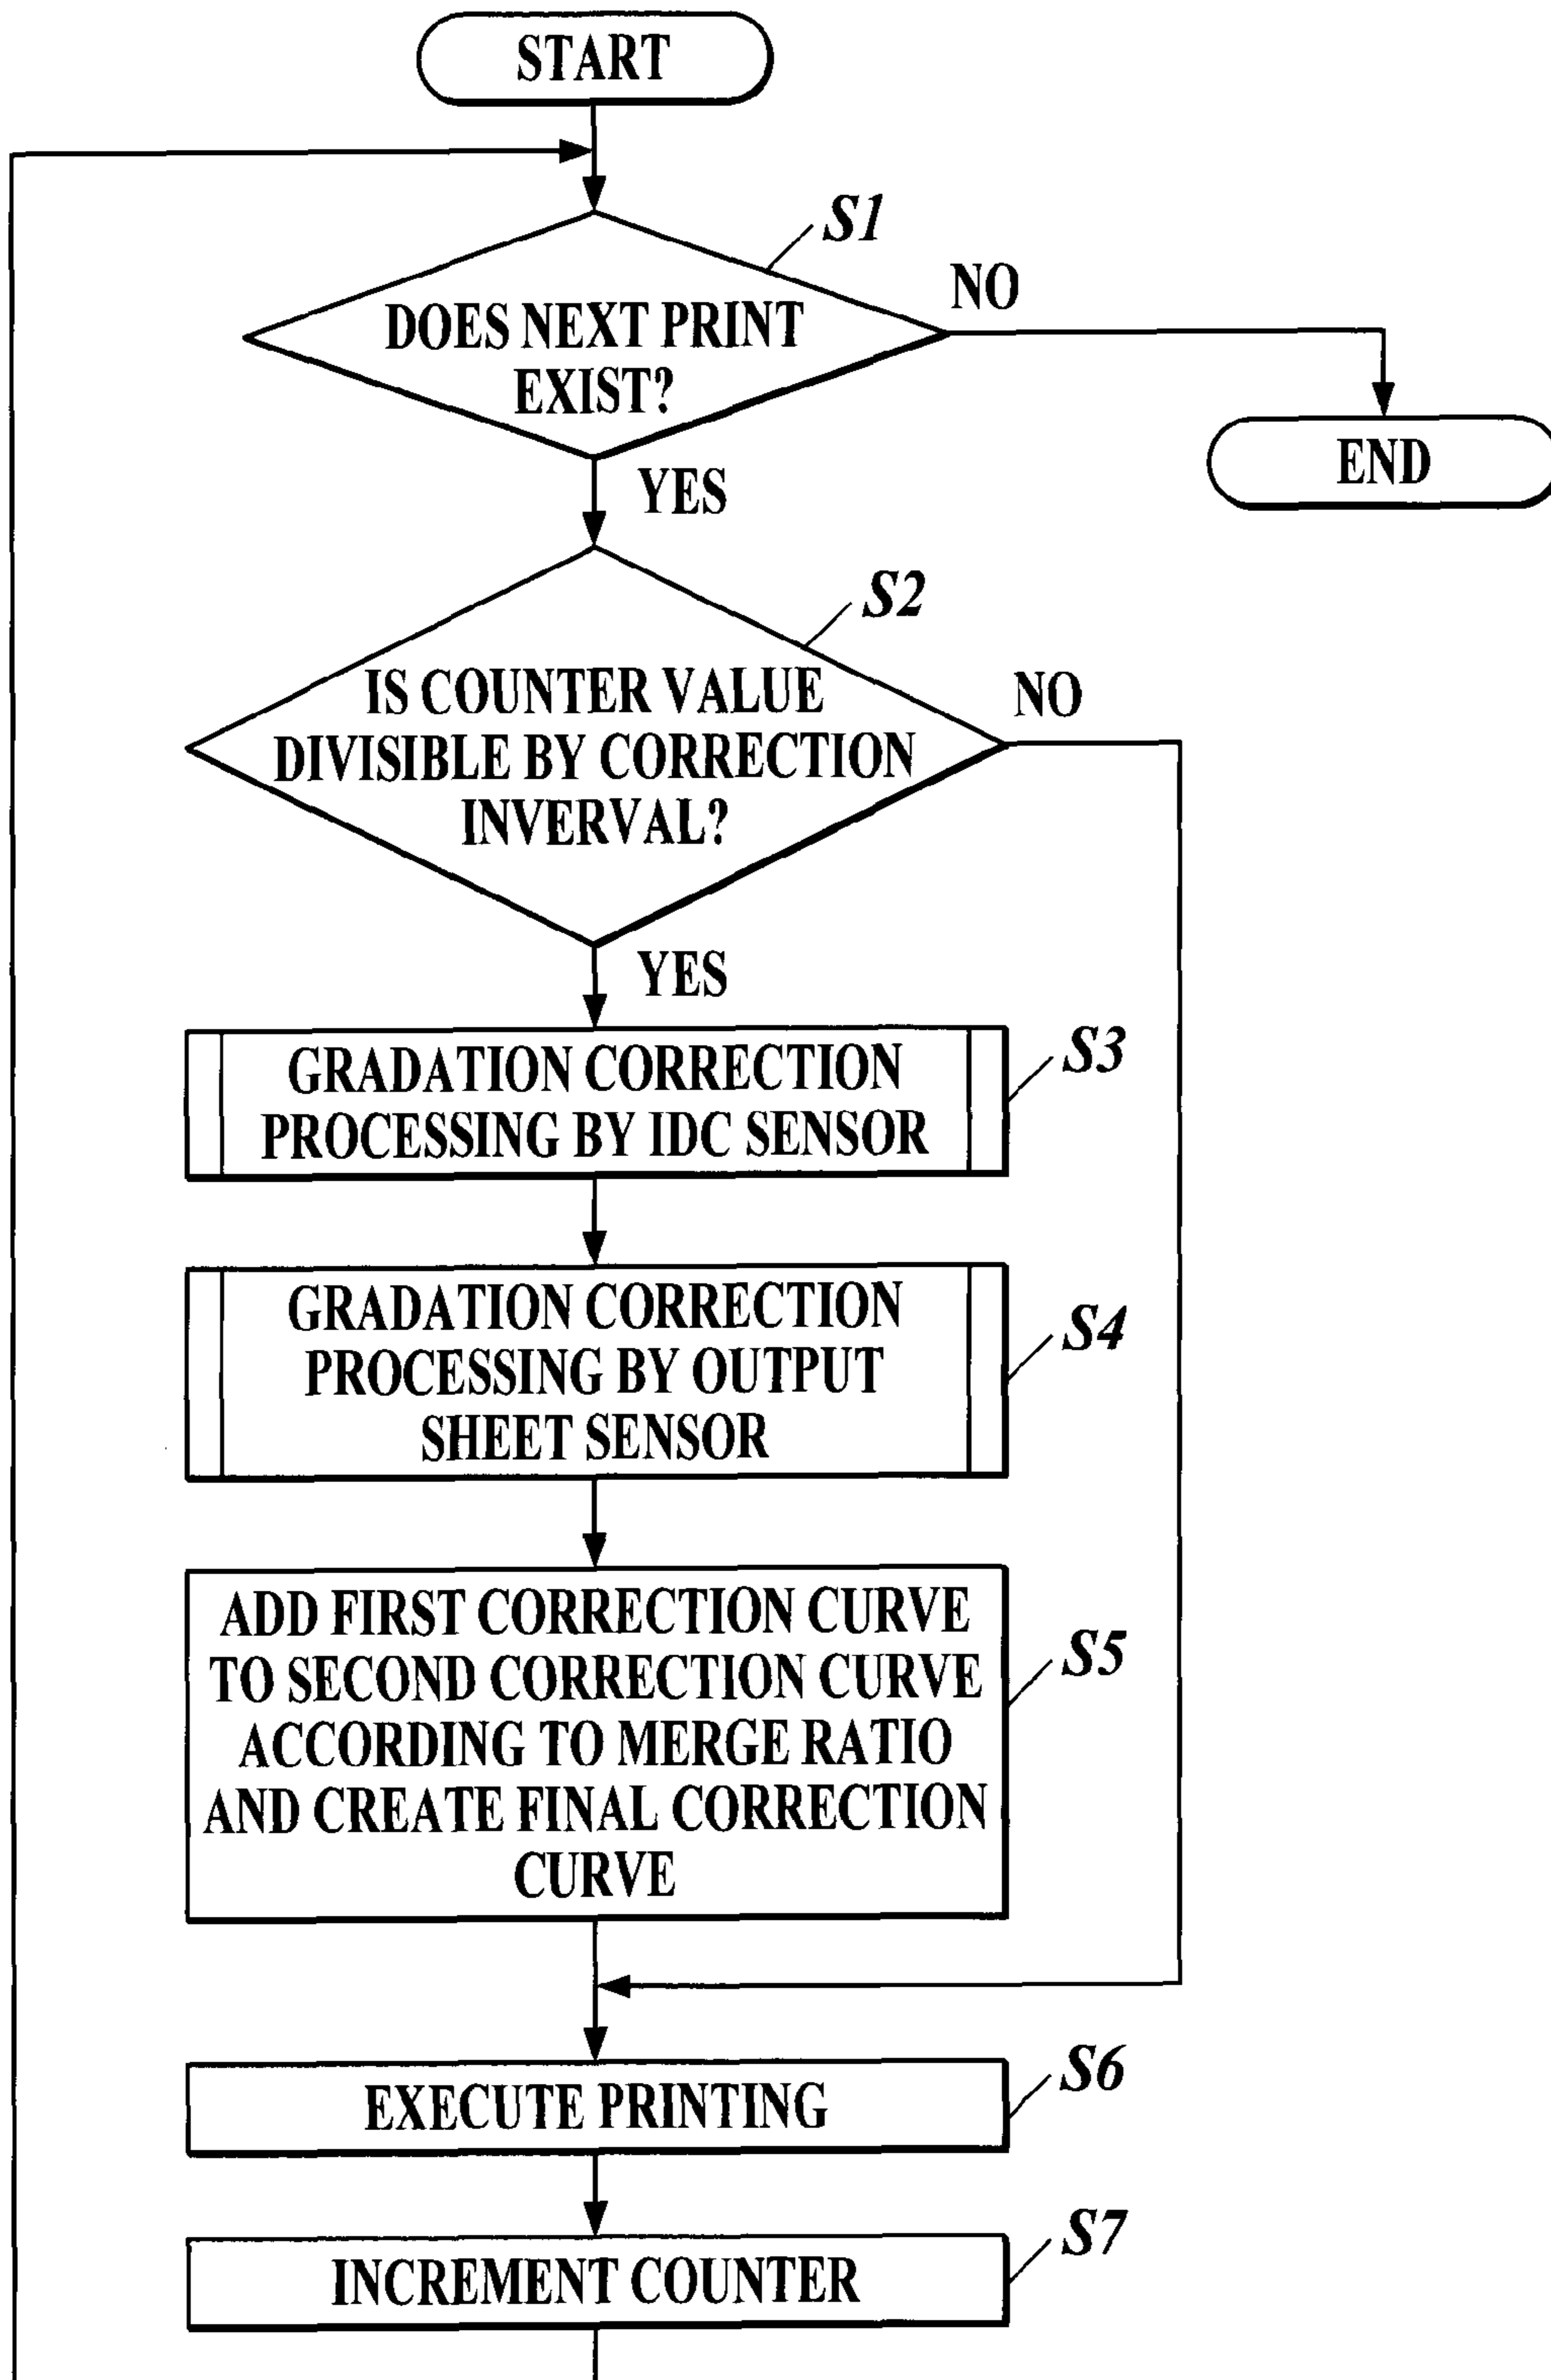 START
S1
DOES NEXT PRINT
EXIST?
NO
END
YES
S2
IS COUNTER VALUE
DIVISIBLE BY CORRECTION
INVERVAL?
NO
YES
GRADATION CORRECTION
PROCESSING BY IDC SENSOR
S3
GRADATION CORRECTION
PROCESSING BY OUTPUT
SHEET SENSOR
S4
ADD FIRST CORRECTION CURVE
TO SECOND CORRECTION CURVE
ACCORDING TO MERGE RATIO
AND CREATE FINAL CORRECTION
CURVE
S5
EXECUTE PRINTING
S6
INCREMENT COUNTER
S7